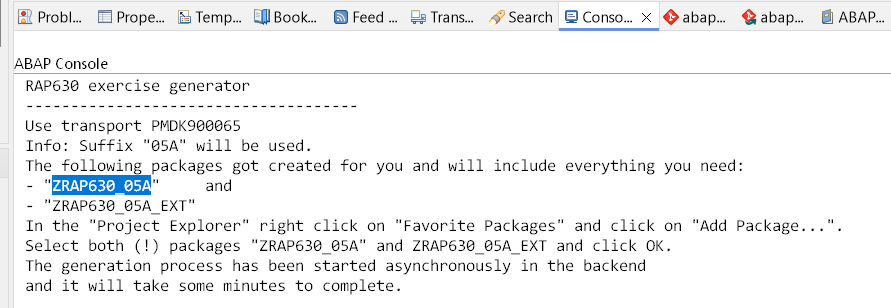 Probl... Prope... Temp... Book... Feed ... Trans... Search Conso... abap... abap... ABAP...
ABAP Console
RAP630 exercise generator
------------------------------------
Use transport PMDK900065
Info: Suffix "05A" will be used.
The following packages got created for you and will include everything you need:
- "ZRAP630_05A" and
- "ZRAP630_05A_EXT"
In the "Project Explorer" right click on "Favorite Packages" and click on "Add Package...".
Select both (!) packages "ZRAP630_05A" and ZRAP630_05A_EXT and click OK.
The generation process has been started asynchronously in the backend
and it will take some minutes to complete.